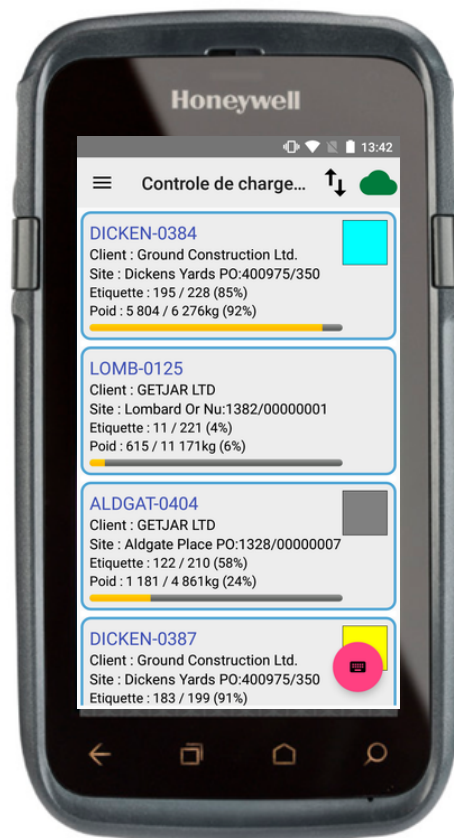 Honeywell
13:42
Controle de charge...
DICKEN-0384
Client : Ground Construction Ltd.
Site : Dickens Yards PO:400975/350
Etiquette : 195 / 228 (85%)
Poid : 5 804 / 6 276kg (92%)
LOMB-0125
Client : GETJAR LTD
Site : Lombard Or Nu:1382/00000001
Etiquette : 11 / 221 (4%)
Poid : 615 / 11 171kg (6%)
ALDGAT-0404
Client : GETJAR LTD
Site : Aldgate Place PO:1328/00000007
Etiquette : 122 / 210 (58%)
Poid : 1 181 / 4 861kg (24%)
DICKEN-0387
Client : Ground Construction Ltd.
Site : Dickens Yards PO:400975/350
Etiquette : 183 / 199 (91%)